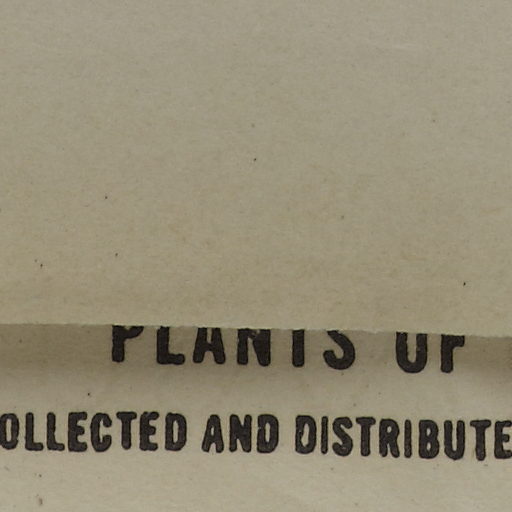 PLANTS OF
OLLECTED AND DISTRIBUTE